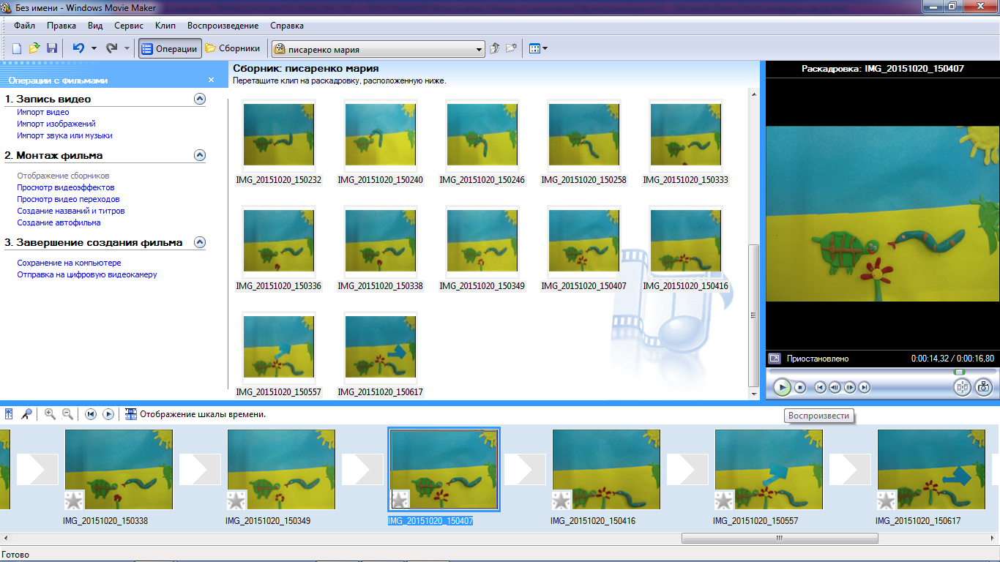 Без имени - Windows Movie Maker
Файл Правка Вид Сервис Клип Воспроизведение Справка
Операции Сборники писаренко мария
Операции с фильмами
1. Запись видео
Импорт видео
Импорт изображений
Импорт звука или музыки
2. Монтаж фильма
Отображение сборников
Просмотр видеоэффектов
Просмотр видео переходов
Создание названий и титров
Создание автофильма
3. Завершение создания фильма
Сохранение на компьютере
Отправка на цифровую видеокамеру
Сборник: писаренко мария
Перетащите клип на раскадровку, расположенную ниже.
IMG_20151020_150232 IMG_20151020_150240 IMG_20151020_150246 IMG_20151020_150258 IMG_20151020_150333
IMG_20151020_150336 IMG_20151020_150338 IMG_20151020_150349 IMG_20151020_150407 IMG_20151020_150416
IMG_20151020_150557 IMG_20151020_150617
Раскадровка: IMG_20151020_150407
Приостановлено 0:00:14,32 / 0:00:16,80
Воспроизвести
Отображение шкалы времени.
IMG_20151020_150338 IMG_20151020_150349 IMG_20151020_150407 IMG_20151020_150416 IMG_20151020_150557 IMG_20151020_150617
Готово